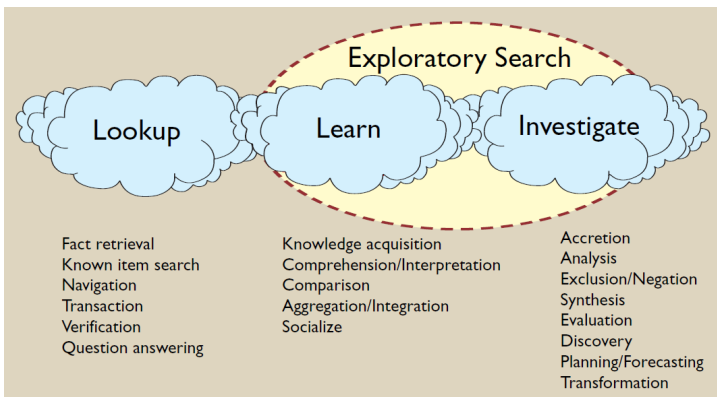 Exploratory Search
Lookup
Learn
Investigate
Fact retrieval
Known item search
Navigation
Transaction
Verification
Question answering
Knowledge acquisition
Comprehension/Interpretation
Comparison
Aggregation/Integration
Socialize
Accretion
Analysis
Exclusion/Negation
Synthesis
Evaluation
Discovery
Planning/Forecasting
Transformation